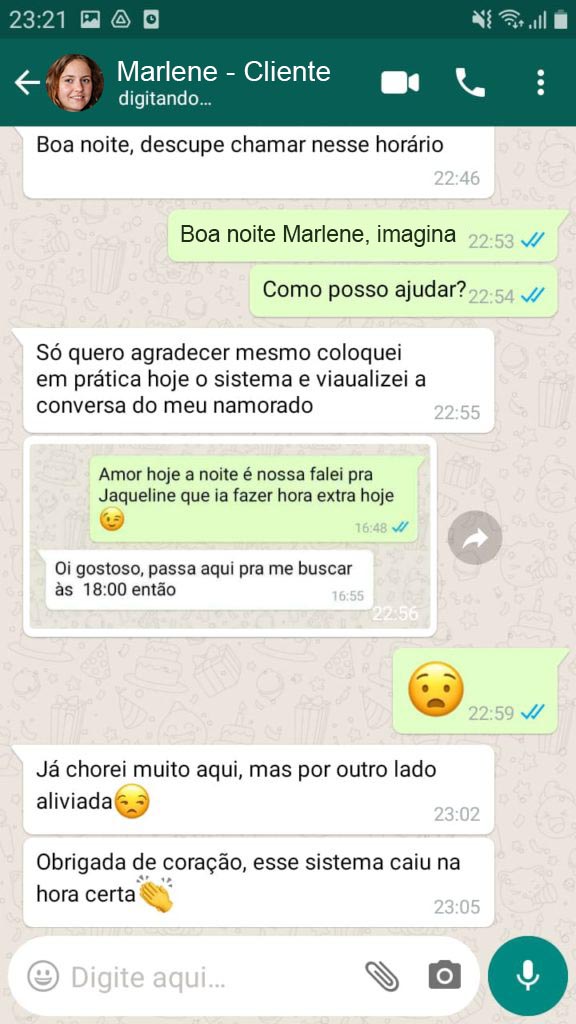 23:21
Marlene - Cliente
digitando...
Boa noite, descupe chamar nesse horário
22:46
Boa noite Marlene, imagina
22:53
Como posso ajudar?
22:54
Só quero agradecer mesmo coloquei
em prática hoje o sistema e viaualizei a
conversa do meu namorado
22:55
Amor hoje a noite é nossa falei pra
Jaqueline que ia fazer hora extra hoje
😉
16:48
Oi gostoso, passa aqui pra me buscar
às 18:00 então
16:55
22:56
😧
22:59
Já chorei muito aqui, mas por outro lado
aliviada😒
23:02
Obrigada de coração, esse sistema caiu na
hora certa👏
23:05
Digite aqui...